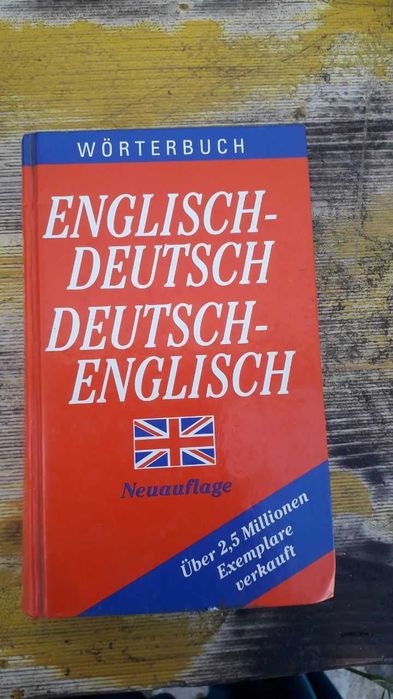 WÖRTERBUCH
ENGLISCH-
DEUTSCH
DEUTSCH-
ENGLISCH
Neuauflage
Über 2,5 Millionen
Exemplare
verkauft